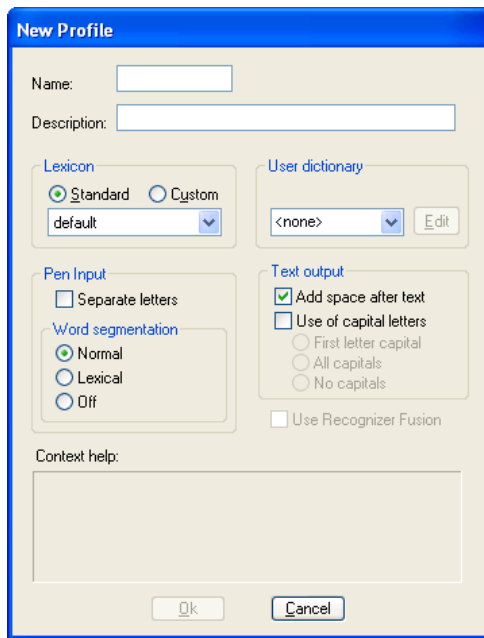 New Profile
Name:
Description:
Lexicon
Standard Custom
default
User dictionary
<none> Edit
Pen Input
Separate letters
Word segmentation
Normal
Lexical
Off
Text output
Add space after text
Use of capital letters
First letter capital
All capitals
No capitals
Use Recognizer Fusion
Context help:
Ok Cancel